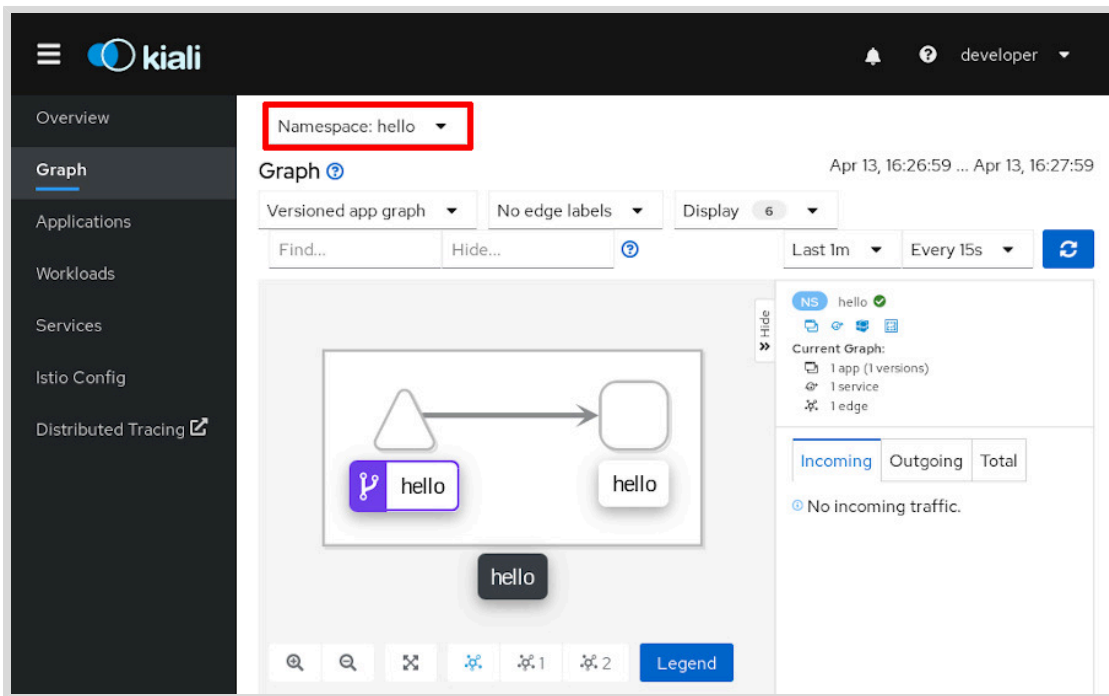 kiali
developer
Overview
Graph
Applications
Workloads
Services
Istio Config
Distributed Tracing
Namespace: hello
Graph
Apr 13, 16:26:59 ... Apr 13, 16:27:59
Versioned app graph
No edge labels
Display 6
Find...
Hide...
Last 1m
Every 15s
Hide
hello
hello
hello
1
2
Legend
NS hello
Current Graph:
1 app (1 versions)
1 service
1 edge
Incoming
Outgoing
Total
No incoming traffic.